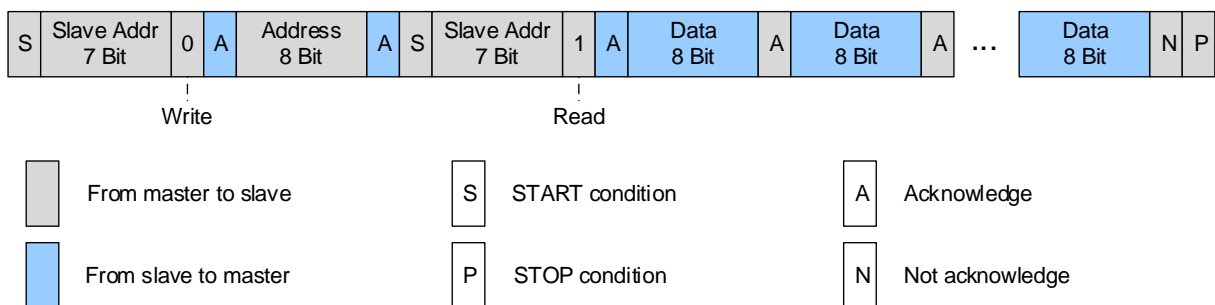 S Slave Addr 7 Bit 0 A Address 8 Bit A S Slave Addr 7 Bit 1 A Data 8 Bit A Data 8 Bit A ... Data 8 Bit N P
Write Read
From master to slave S START condition A Acknowledge
From slave to master P STOP condition N Not acknowledge